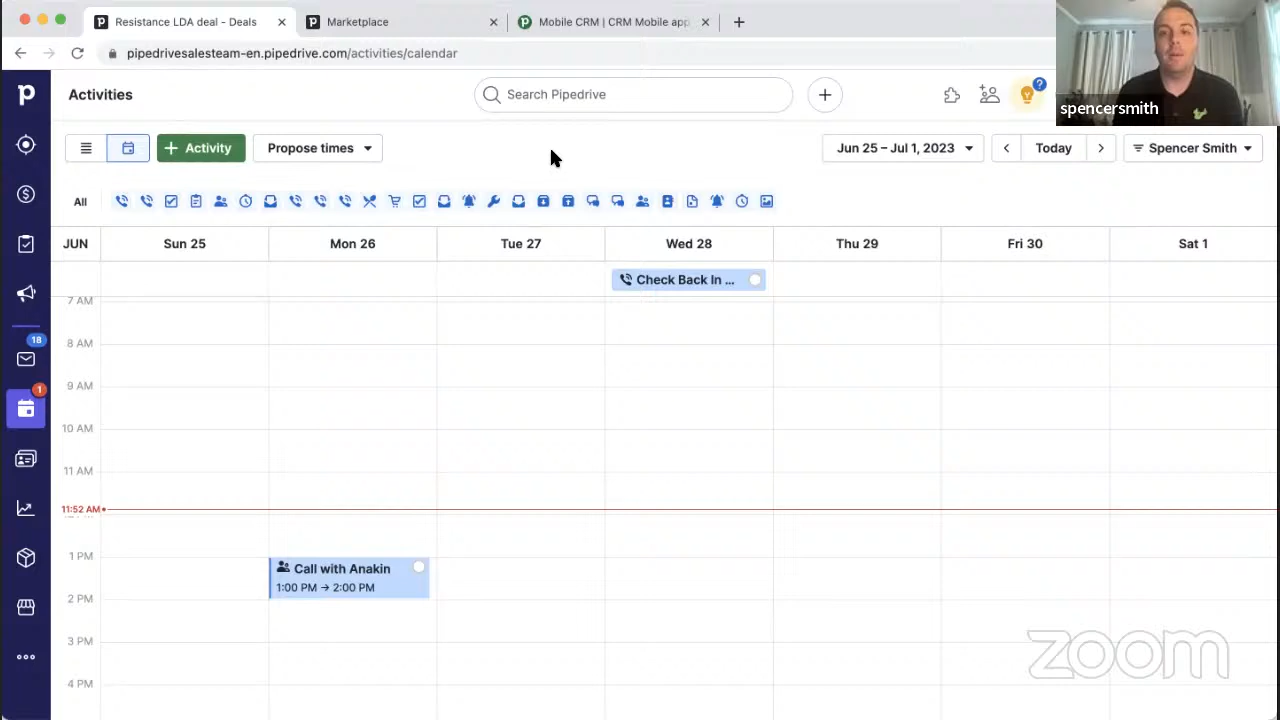 Resistance LDA deal - Deals
Marketplace
Mobile CRM | CRM Mobile app
pipedrivesalesteam-en.pipedrive.com/activities/calendar
p
Activities
Search Pipedrive
?
spencersmith
Activity
Propose times
Jun 25 – Jul 1, 2023
Today
Spencer Smith
All
JUN
Sun 25
Mon 26
Tue 27
Wed 28
Thu 29
Fri 30
Sat 1
Check Back In ...
7 AM
8 AM
18
9 AM
1
10 AM
11 AM
11:52 AM
1 PM
Call with Anakin
1:00 PM → 2:00 PM
2 PM
3 PM
4 PM
zoom